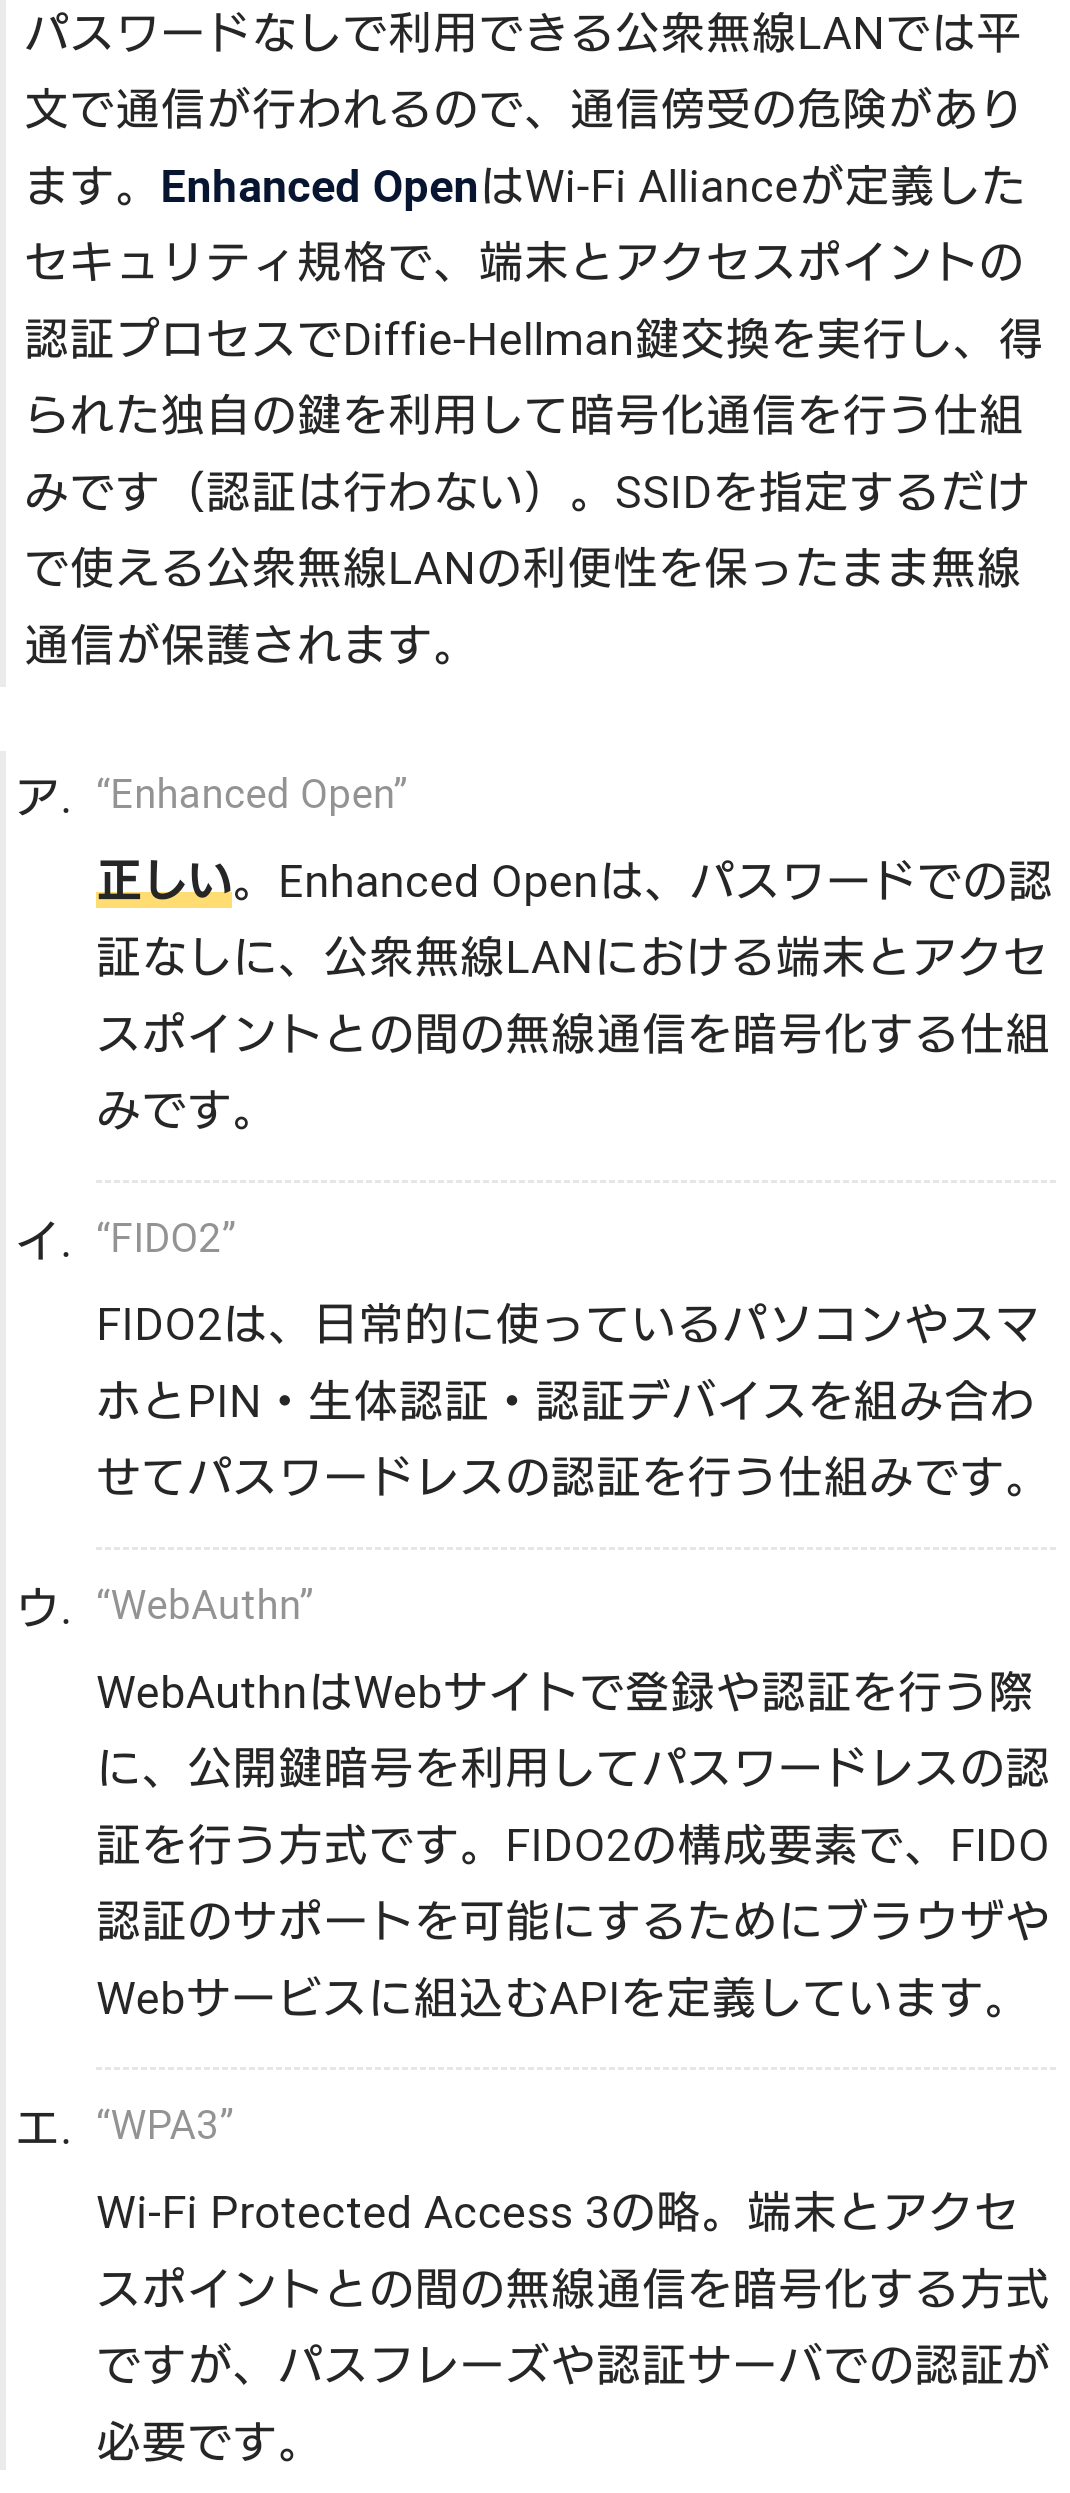 パスワードなしで利用できる公衆無線LANでは平
文で通信が行われるので、通信傍受の危険があり
ます。Enhanced OpenはWi-Fi Allianceが定義した
セキュリティ規格で、端末とアクセスポイントの
認証プロセスでDiffie-Hellman鍵交換を実行し、得
られた独自の鍵を利用して暗号化通信を行う仕組
みです（認証は行わない）。SSIDを指定するだけ
で使える公衆無線LANの利便性を保ったまま無線
通信が保護されます。
ア. “Enhanced Open”
正しい。Enhanced Openは、パスワードでの認
証なしに、公衆無線LANにおける端末とアクセ
スポイントとの間の無線通信を暗号化する仕組
みです。
イ. “FIDO2”
FIDO2は、日常的に使っているパソコンやスマ
ホとPIN・生体認証・認証デバイスを組み合わ
せてパスワードレスの認証を行う仕組みです。
ウ. “WebAuthn”
WebAuthnはWebサイトで登録や認証を行う際
に、公開鍵暗号を利用してパスワードレスの認
証を行う方式です。FIDO2の構成要素で、FIDO
認証のサポートを可能にするためにブラウザや
Webサービスに組込むAPIを定義しています。
エ. “WPA3”
Wi-Fi Protected Access 3の略。端末とアクセ
スポイントとの間の無線通信を暗号化する方式
ですが、パスフレーズや認証サーバでの認証が
必要です。